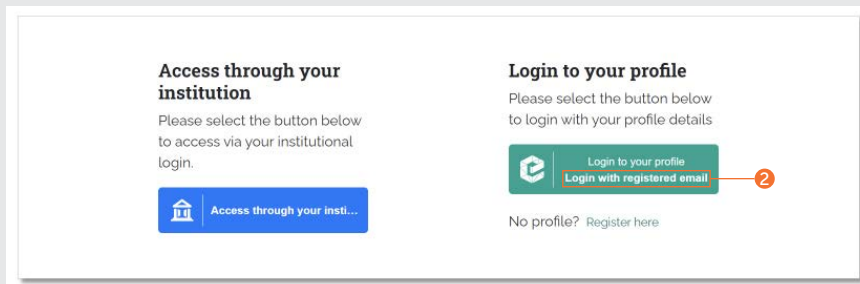 Access through your
institution
Please select the button below
to access via your institutional
login.
Access through your insti...
Login to your profile
Please select the button below
to login with your profile details
Login to your profile
Login with registered email
2
No profile? Register here